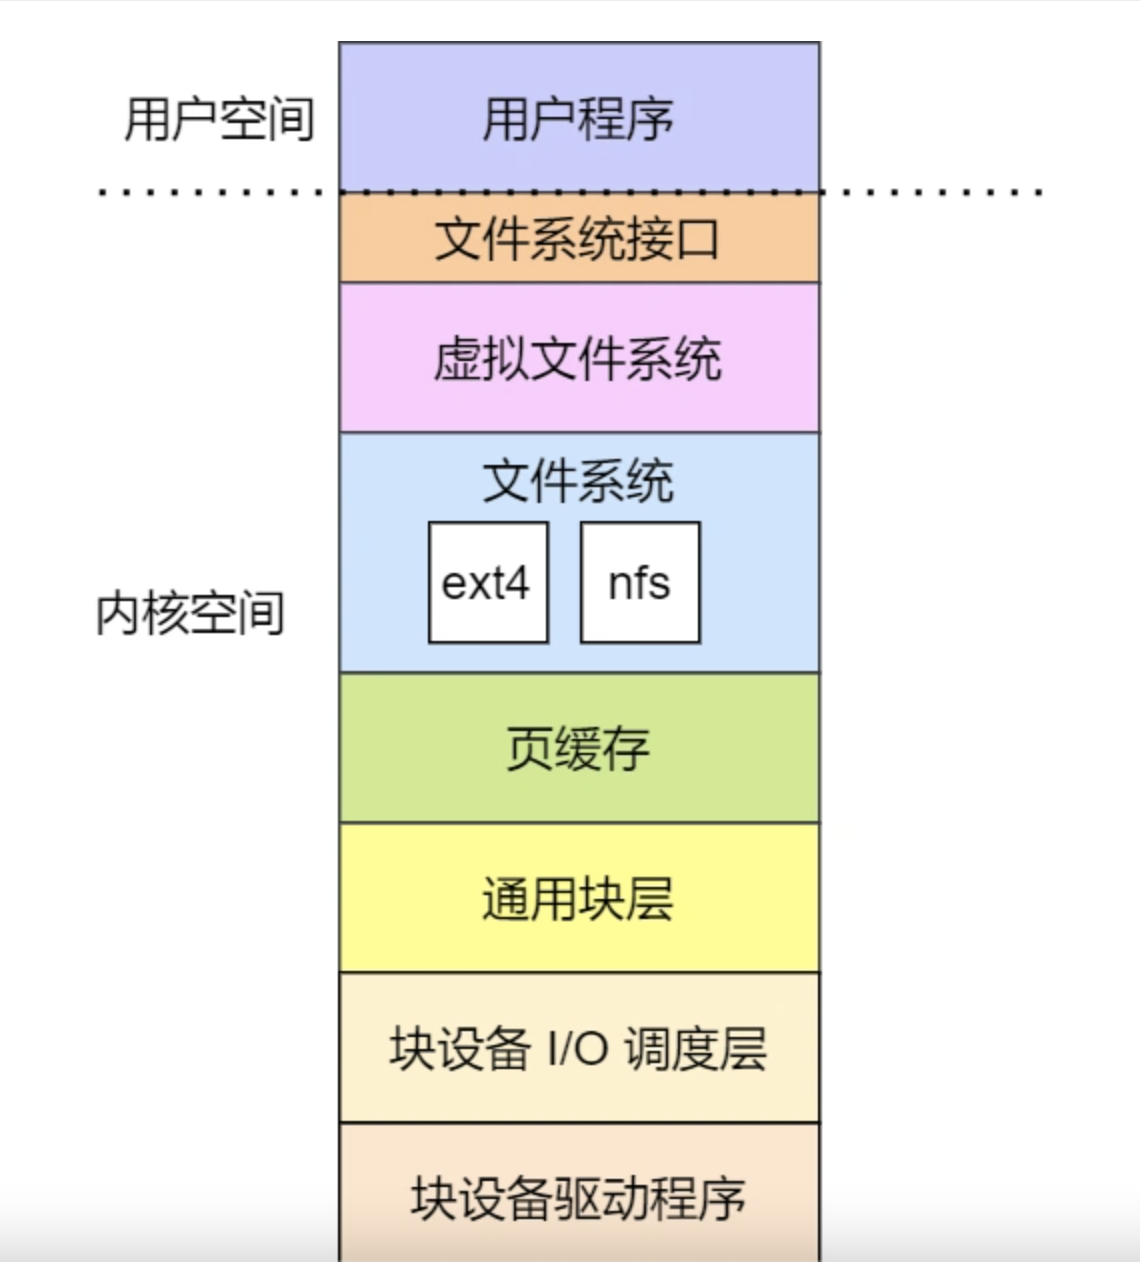 用户空间
用户程序
文件系统接口
虚拟文件系统
文件系统
ext4
nfs
内核空间
页缓存
通用块层
块设备 I/O 调度层
块设备驱动程序